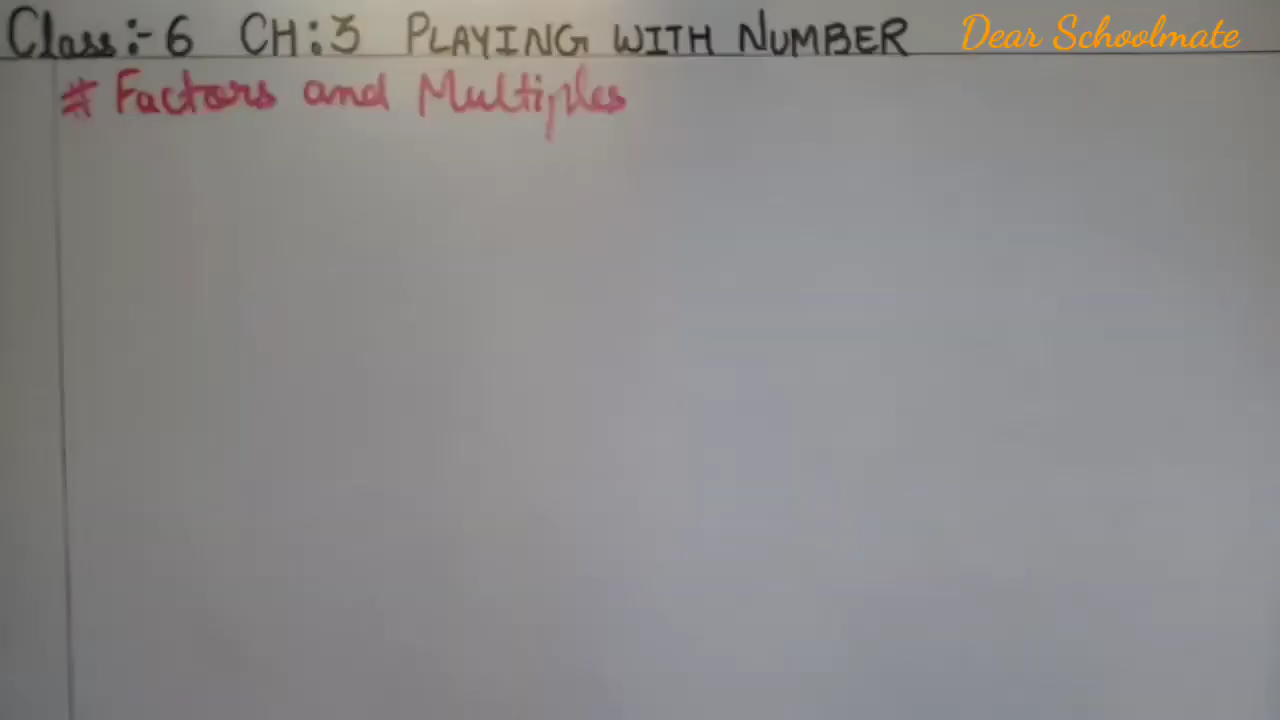 Class:- 6 CH:3 PLAYING WITH NUMBER Dear Schoolmate
# Factors and Multiples